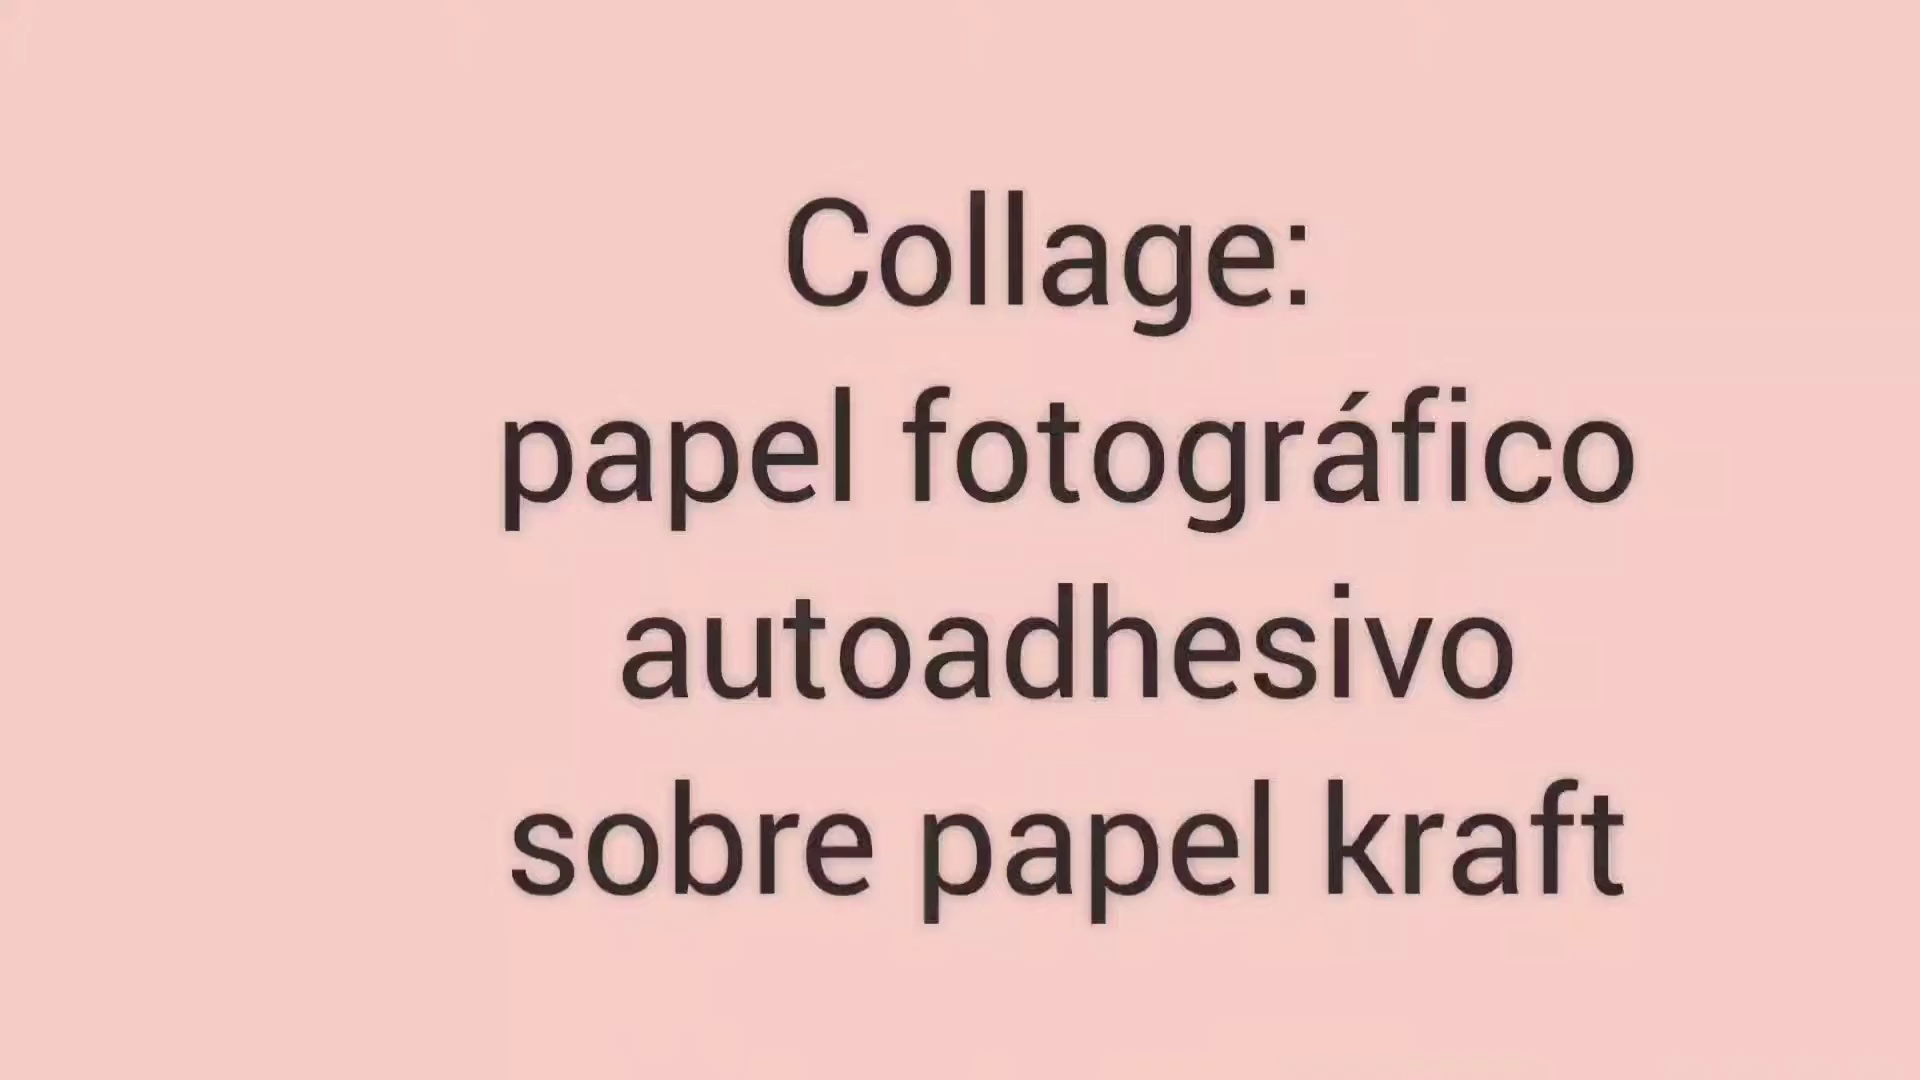 Collage:
papel fotográfico
autoadhesivo
sobre papel kraft